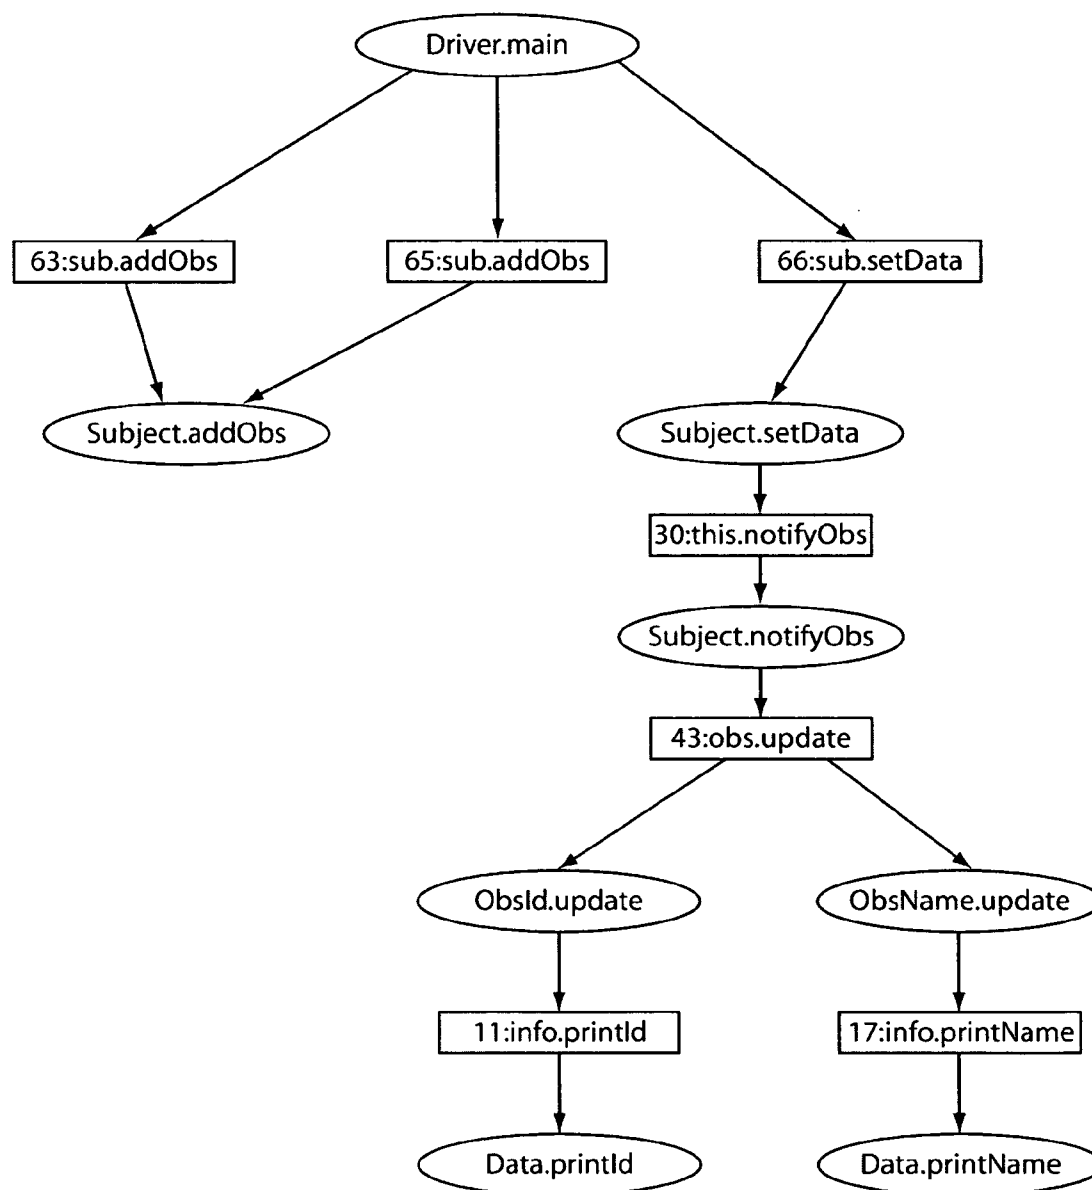 Driver.main
63:sub.addObs
65:sub.addObs
66:sub.setData
Subject.addObs
Subject.setData
30:this.notifyObs
Subject.notifyObs
43:obs.update
ObsId.update
ObsName.update
11:info.printId
17:info.printName
Data.printId
Data.printName